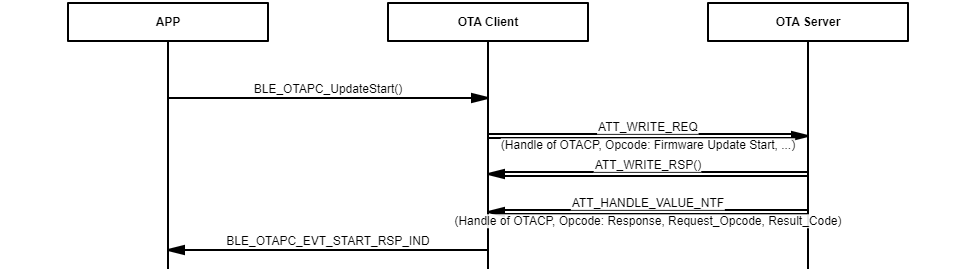 APP
OTA Client
OTA Server
BLE_OTAPC_UpdateStart()
ATT_WRITE_REQ
(Handle of OTACP, Opcode: Firmware Update Start, ...)
ATT_WRITE_RSP()
ATT_HANDLE_VALUE_NTF
(Handle of OTACP, Opcode: Response, Request_Opcode, Result_Code)
BLE_OTAPC_EVT_START_RSP_IND